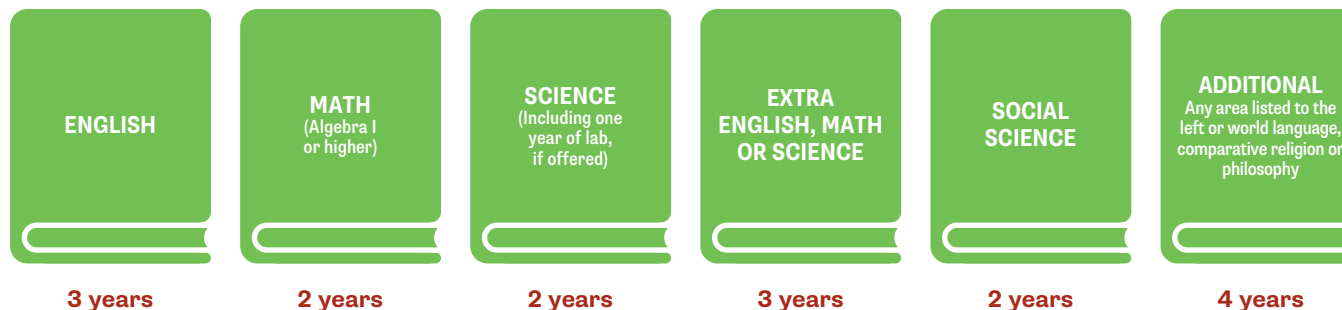 ENGLISH
3 years
MATH
(Algebra I
or higher)
2 years
SCIENCE
(Including one
year of lab,
if offered)
2 years
EXTRA
ENGLISH, MATH
OR SCIENCE
3 years
SOCIAL
SCIENCE
2 years
ADDITIONAL
Any area listed to the
left or world language,
comparative religion or
philosophy
4 years